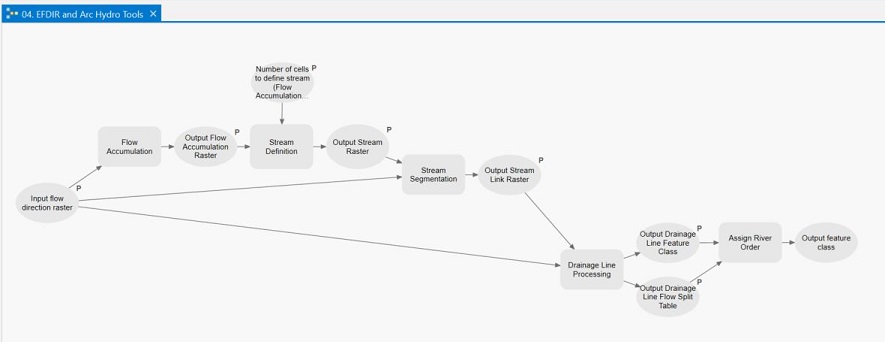 04. EFDIR and Arc Hydro Tools ×
Number of cells P
to define stream
(Flow
Accumulation...
Flow
Accumulation
Output Flow
Accumulation
Raster
P
Stream
Definition
Output Stream
Raster
P
Stream
Segmentation
Output Stream
Link Raster
P
Input flow
direction raster
P
Drainage Line
Processing
Output Drainage
Line Feature
Class
P
Output Drainage
Line Flow Split
Table
P
Assign River
Order
Output feature
class